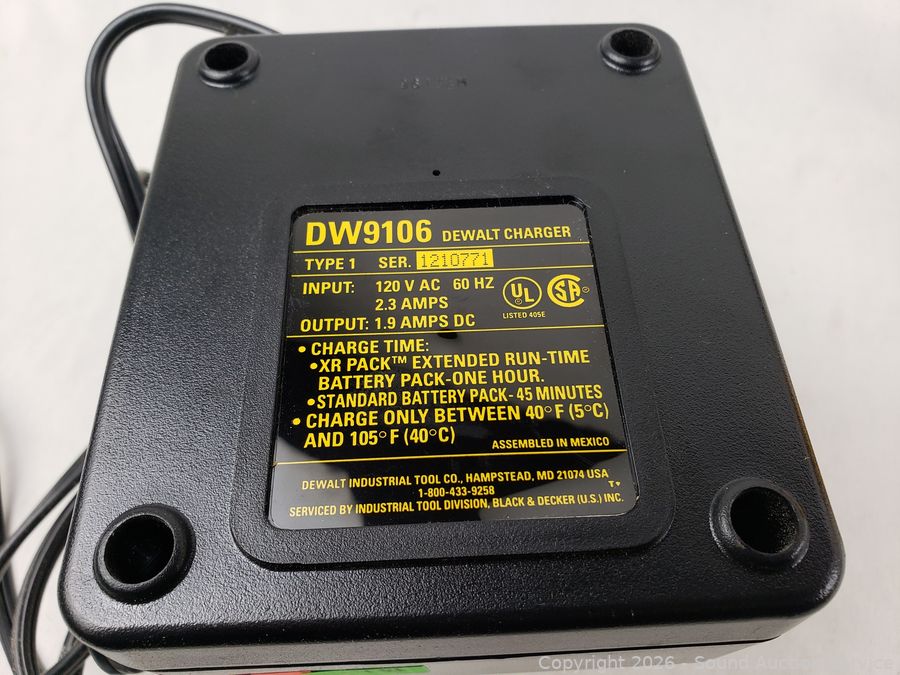 DW9106 DEWALT CHARGER
TYPE 1 SER. 1210771
INPUT: 120 V AC 60 HZ
2.3 AMPS
OUTPUT: 1.9 AMPS DC
UL
SA
LISTED 405E
• CHARGE TIME:
•XR PACK™ EXTENDED RUN-TIME
BATTERY PACK-ONE HOUR.
•STANDARD BATTERY PACK- 45 MINUTES
• CHARGE ONLY BETWEEN 40°F (5°C)
AND 105°F (40°C)
ASSEMBLED IN MEXICO
DEWALT INDUSTRIAL TOOL CO., HAMPSTEAD, MD 21074 USA
1-800-433-9258
SERVICED BY INDUSTRIAL TOOL DIVISION, BLACK & DECKER (U.S.) INC.
Copyright 2026 - Sound Auction Service